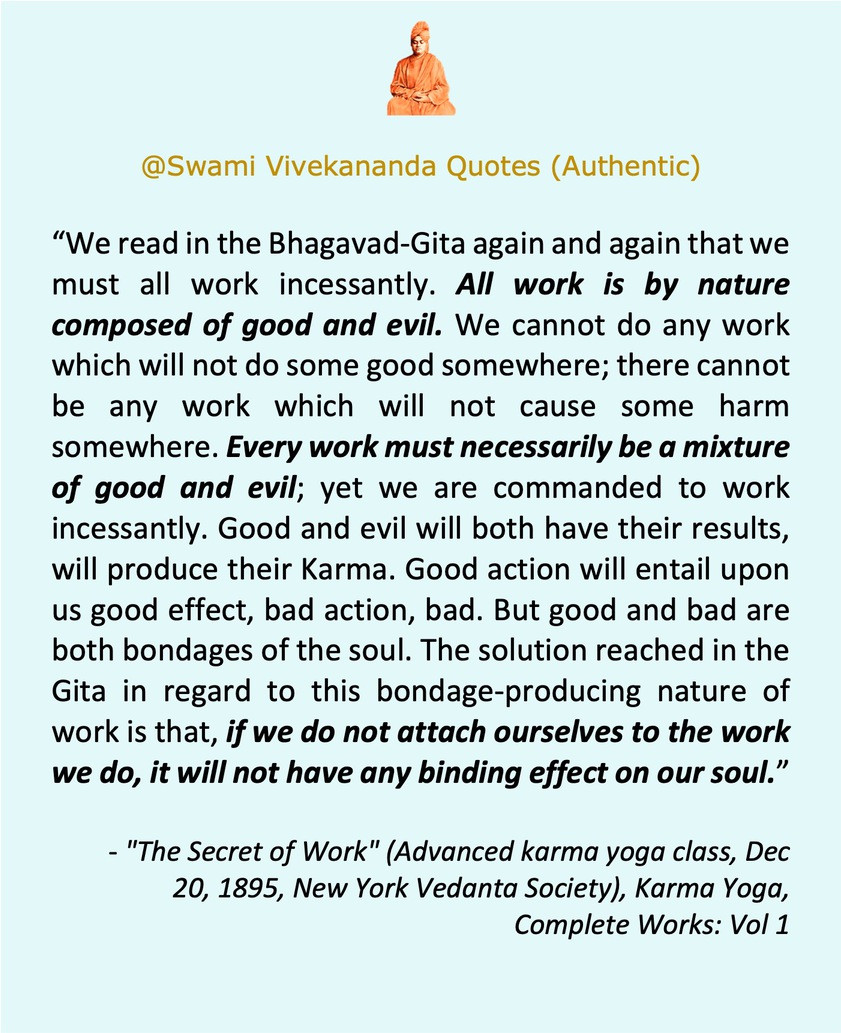 @Swami Vivekananda Quotes (Authentic)
“We read in the Bhagavad-Gita again and again that we
must all work incessantly. All work is by nature
composed of good and evil. We cannot do any work
which will not do some good somewhere; there cannot
be any work which will not cause some harm
somewhere. Every work must necessarily be a mixture
of good and evil; yet we are commanded to work
incessantly. Good and evil will both have their results,
will produce their Karma. Good action will entail upon
us good effect, bad action, bad. But good and bad are
both bondages of the soul. The solution reached in the
Gita in regard to this bondage-producing nature of
work is that, if we do not attach ourselves to the work
we do, it will not have any binding effect on our soul.”
- "The Secret of Work" (Advanced karma yoga class, Dec
20, 1895, New York Vedanta Society), Karma Yoga,
Complete Works: Vol 1